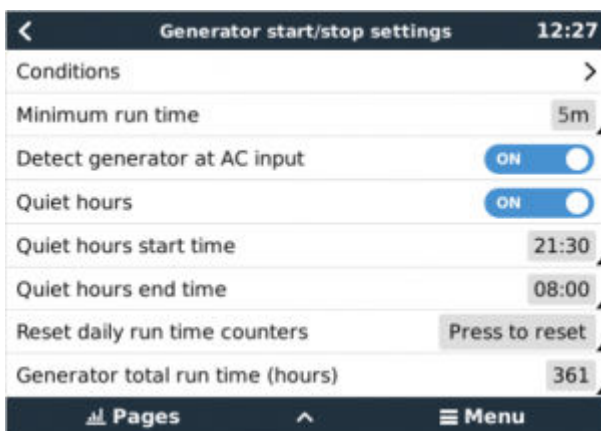 Generator start/stop settings 12:27
Conditions
Minimum run time 5m
Detect generator at AC input ON
Quiet hours ON
Quiet hours start time 21:30
Quiet hours end time 08:00
Reset daily run time counters Press to reset
Generator total run time (hours) 361
Pages Menu